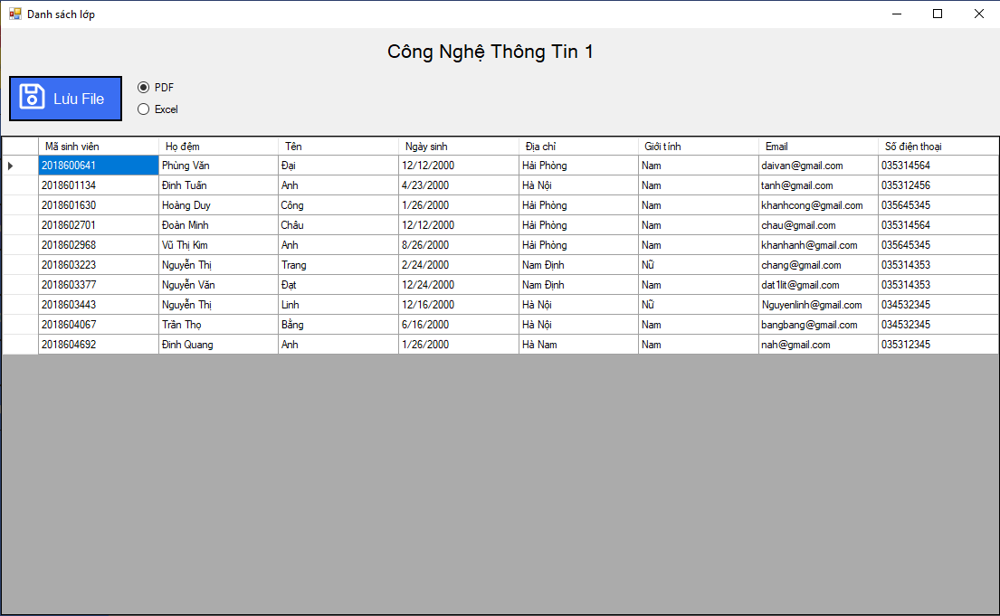 Danh sách lớp
Công Nghệ Thông Tin 1
Lưu File
PDF
Excel
Mã sinh viên Họ đệm Tên Ngày sinh Địa chỉ Giới tính Email Số điện thoại
2018600641 Phùng Văn Đại 12/12/2000 Hải Phòng Nam daivan@gmail.com 035314564
2018601134 Đinh Tuấn Anh 4/23/2000 Hà Nội Nam tanh@gmail.com 035312456
2018601630 Hoàng Duy Công 1/26/2000 Hải Phòng Nam khanhcong@gmail.com 035645345
2018602701 Đoàn Minh Châu 12/12/2000 Hải Phòng Nam chau@gmail.com 035314564
2018602968 Vũ Thị Kim Anh 8/26/2000 Hải Phòng Nam khanhanh@gmail.com 035645345
2018603223 Nguyễn Thị Trang 2/24/2000 Nam Định Nữ chang@gmail.com 035314353
2018603377 Nguyễn Văn Đạt 12/24/2000 Nam Định Nam dat1lit@gmail.com 035314353
2018603443 Nguyễn Thị Linh 12/16/2000 Hà Nội Nữ Nguyenlinh@gmail.com 034532345
2018604067 Trần Thọ Bằng 6/16/2000 Hà Nội Nam bangbang@gmail.com 034532345
2018604692 Đinh Quang Anh 1/26/2000 Hà Nam Nam nah@gmail.com 035312345